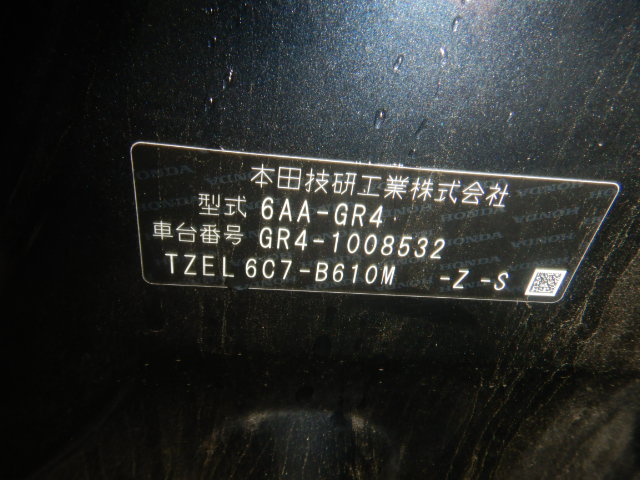 本田技研工業株式会社
型式 6AA-GR4
車台番号 GR4-1008532
TZEL 6C7-B610M -Z -S